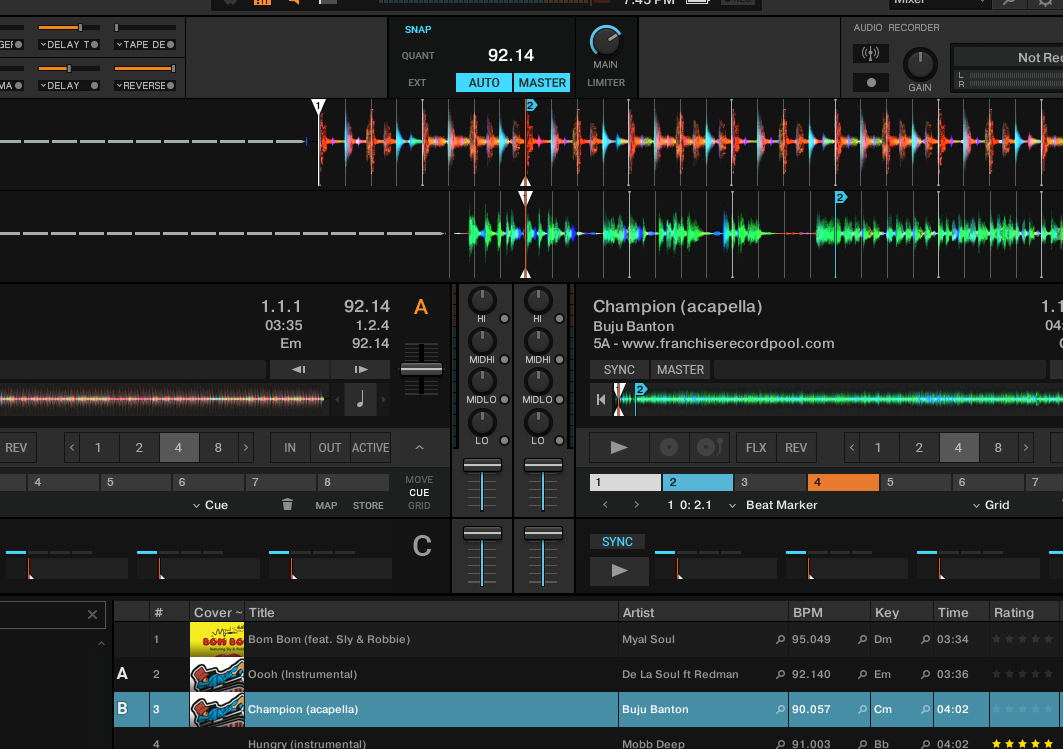 Mixer
7:45 PM
DELAY T
TAPE DE
DELAY
REVERSE
SNAP
QUANT
92.14
EXT
AUTO
MASTER
MAIN
LIMITER
AUDIO RECORDER
GAIN
Not Rec
L
R
1
2
1
2
1.1.1
92.14
A
03:35
1.2.4
Em
92.14
HI
HI
MIDHI
MIDHI
MIDLO
MIDLO
LO
LO
Champion (acapella)
1.1
Buju Banton
04:
5A - www.franchiserecordpool.com
SYNC
MASTER
1
2
REV
1
2
4
8
IN
OUT
ACTIVE
FLX
REV
1
2
4
8
4
5
6
7
8
MOVE
CUE
GRID
Cue
MAP
STORE
1
2
3
4
5
6
7
1 0: 2.1
Beat Marker
Grid
C
SYNC
# Cover ~ Title Artist BPM Key Time Rating
1 Bom Bom (feat. Sly & Robbie) Myal Soul 95.049 Dm 03:34
A 2 Oooh (Instrumental) De La Soul ft Redman 92.140 Em 03:36
B 3 Champion (acapella) Buju Banton 90.057 Cm 04:02
4 Hungry (instrumental) Mobb Deep 91.003 Bb 04:02